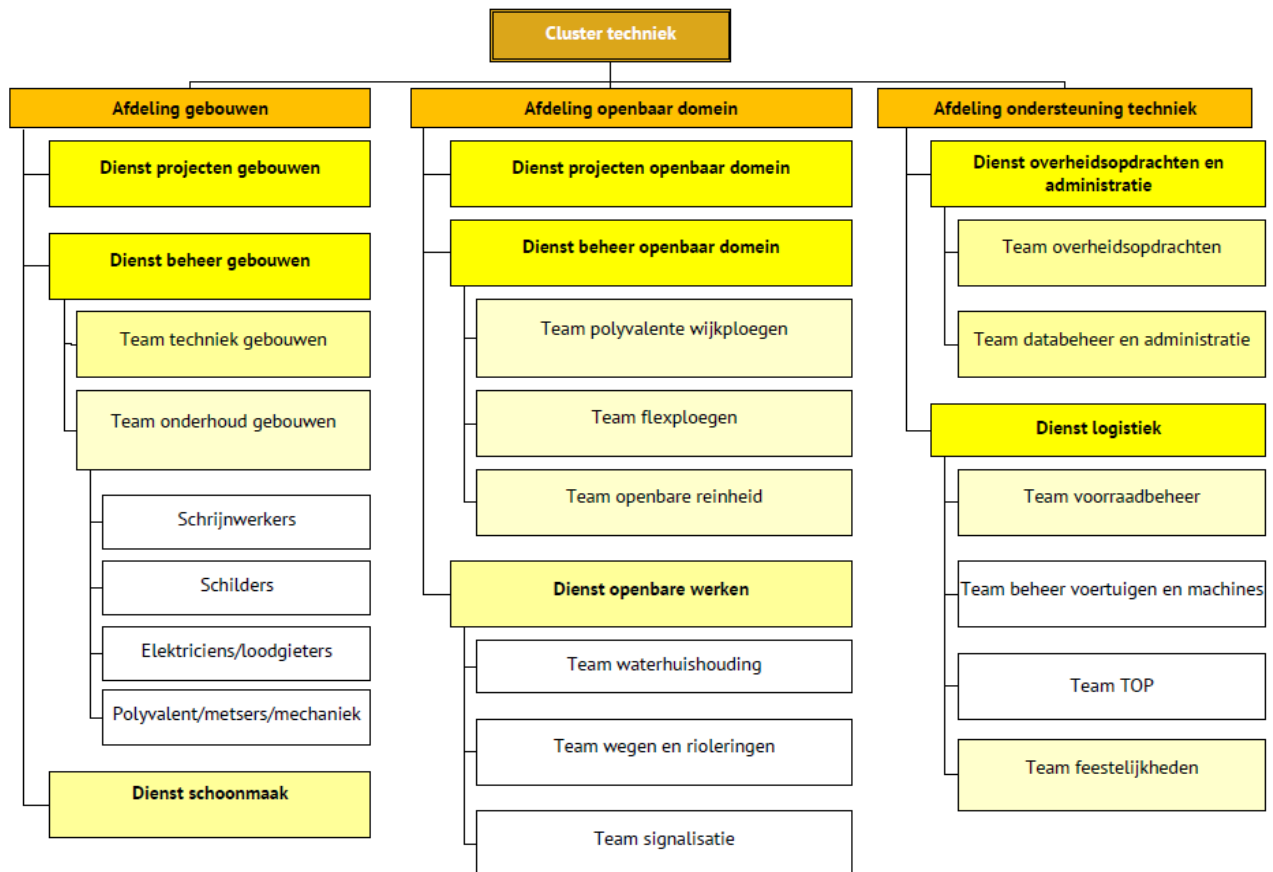 Cluster techniek
Afdeling gebouwen
Dienst projecten gebouwen
Dienst beheer gebouwen
Team techniek gebouwen
Team onderhoud gebouwen
Schrijnwerkers
Schilders
Elektriciens/loodgieters
Polyvalent/metsers/mechaniek
Dienst schoonmaak
Afdeling openbaar domein
Dienst projecten openbaar domein
Dienst beheer openbaar domein
Team polyvalente wijkploegen
Team flexploegen
Team openbare reinheid
Dienst openbare werken
Team waterhuishouding
Team wegen en rioleringen
Team signalisatie
Afdeling ondersteuning techniek
Dienst overheidsopdrachten en
administratie
Team overheidsopdrachten
Team databeheer en administratie
Dienst logistiek
Team voorraadbeheer
Team beheer voertuigen en machines
Team TOP
Team feestelijkheden